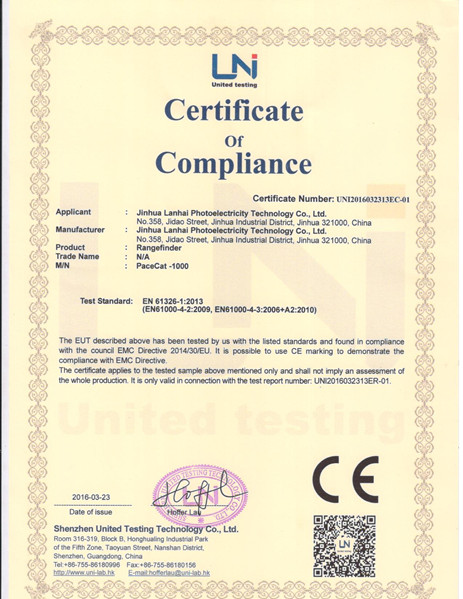 UNi
United testing
Certificate
Of
Compliance
Certificate Number: UNI2016032313EC-01
Applicant : Jinhua Lanhai Photoelectricity Technology Co., Ltd.
No.358, Jidao Street, Jinhua Industrial District, Jinhua 321000, China
Manufacturer : Jinhua Lanhai Photoelectricity Technology Co., Ltd.
No.358, Jidao Street, Jinhua Industrial District, Jinhua 321000, China
Product : Rangefinder
Trade Name : N/A
M/N : PaceCat -1000
Test Standard: EN 61326-1:2013
(EN61000-4-2:2009, EN61000-4-3:2006+A2:2010)
The EUT described above has been tested by us with the listed standards and found in compliance
with the council EMC Directive 2014/30/EU. It is possible to use CE marking to demonstrate the
compliance with EMC Directive.
The certificate applies to the tested sample above mentioned only and shall not imply an assessment of
the whole production. It is only valid in connection with the test report number: UNI2016032313ER-01.
United testing
2016-03-23
Date of issue
Hoffer.Lau
CE
UNi
Shenzhen United Testing Technology Co., Ltd.
Room 316-319, Block B, Honghualing Industrial Park
of the Fifth Zone, Taoyuan Street, Nanshan District,
Shenzhen, Guangdong, China
Tel:+86-755-86180996 Fax:+86-755-86180156
http://www.uni-lab.hk E-mail:hofferlau@uni-lab.hk